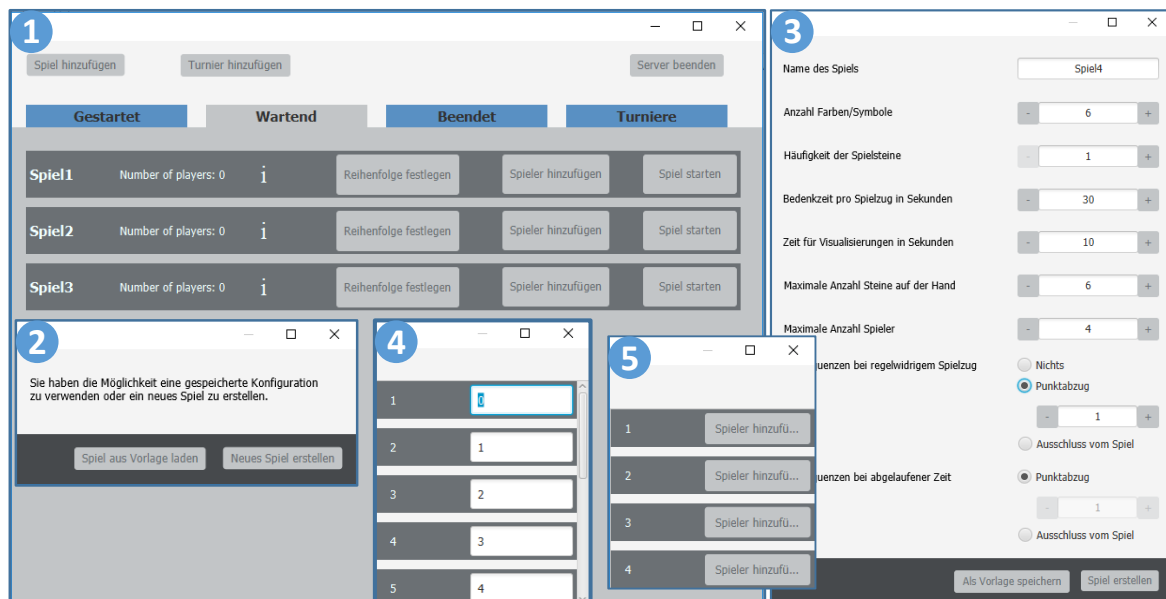 1
Spiel hinzufügen Turnier hinzufügen Server beenden
Gestartet Wartend Beendet Turniere
Spiel1 Number of players: 0 i Reihenfolge festlegen Spieler hinzufügen Spiel starten
Spiel2 Number of players: 0 i Reihenfolge festlegen Spieler hinzufügen Spiel starten
Spiel3 Number of players: 0 i Reihenfolge festlegen Spieler hinzufügen Spiel starten
2
Sie haben die Möglichkeit eine gespeicherte Konfiguration
zu verwenden oder ein neues Spiel zu erstellen.
Spiel aus Vorlage laden Neues Spiel erstellen
4
1 0
2 1
3 2
4 3
5 4
5
1 Spieler hinzufü...
2 Spieler hinzufü...
3 Spieler hinzufü...
4 Spieler hinzufü...
3
Name des Spiels Spiel4
Anzahl Farben/Symbole - 6 +
Häufigkeit der Spielsteine - 1 +
Bedenkzeit pro Spielzug in Sekunden - 30 +
Zeit für Visualisierungen in Sekunden - 10 +
Maximale Anzahl Steine auf der Hand - 6 +
Maximale Anzahl Spieler - 4 +
uenzen bei regelwidrigem Spielzug Nichts
Punktabzug
- 1 +
Ausschluss vom Spiel
uenzen bei abgelaufener Zeit Punktabzug
- 1 +
Ausschluss vom Spiel
Als Vorlage speichern Spiel erstellen